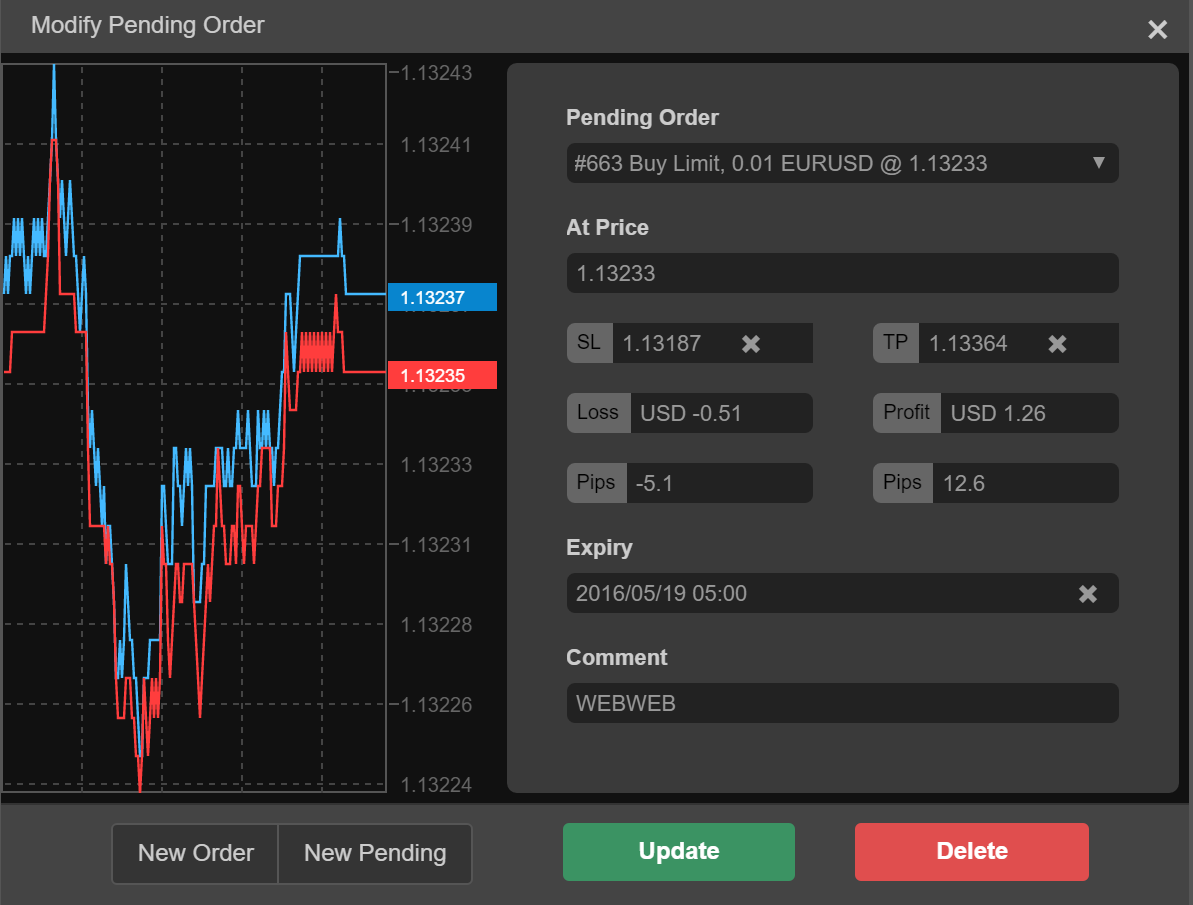 Modify Pending Order
1.13243
1.13241
1.13239
1.13237
1.13235
1.13233
1.13231
1.13228
1.13226
1.13224
Pending Order
#663 Buy Limit, 0.01 EURUSD @ 1.13233
At Price
1.13233
SL 1.13187 TP 1.13364
Loss USD -0.51 Profit USD 1.26
Pips -5.1 Pips 12.6
Expiry
2016/05/19 05:00
Comment
WEBWEB
New Order New Pending Update Delete